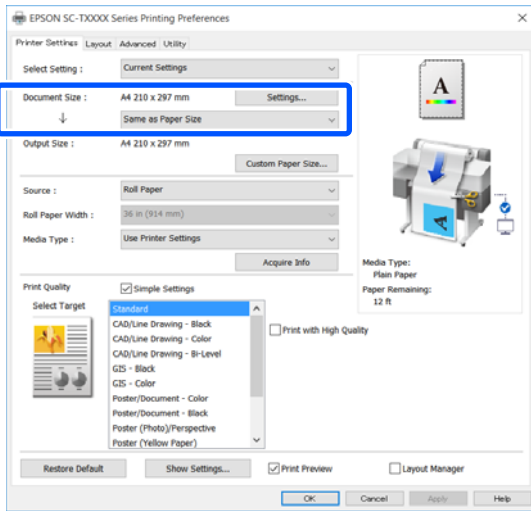 EPSON SC-TXXXX Series Printing Preferences
Printer Settings Layout Advanced Utility
Select Setting : Current Settings
Document Size : A4 210 x 297 mm Settings...
Same as Paper Size
Output Size : A4 210 x 297 mm
Custom Paper Size...
Source : Roll Paper
Roll Paper Width : 36 in (914 mm)
Media Type : Use Printer Settings
Acquire Info
A
A
Media Type:
Plain Paper
Paper Remaining:
12 ft
Print Quality Simple Settings
Select Target
Standard
CAD/Line Drawing - Black
CAD/Line Drawing - Color
CAD/Line Drawing - Bi-Level
GIS - Black
GIS - Color
Poster/Document - Color
Poster/Document - Black
Poster (Photo)/Perspective
Poster (Yellow Paper)
Print with High Quality
Restore Default Show Settings... Print Preview Layout Manager
OK Cancel Apply Help